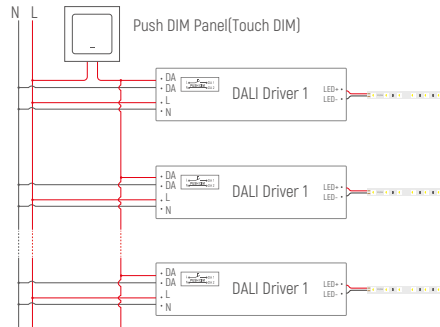 N L
Push DIM Panel(Touch DIM)
DA
DA
L
N
DALI Driver 1
LED+
LED-
DA
DA
L
N
DALI Driver 1
LED+
LED-
DA
DA
L
N
DALI Driver 1
LED+
LED-